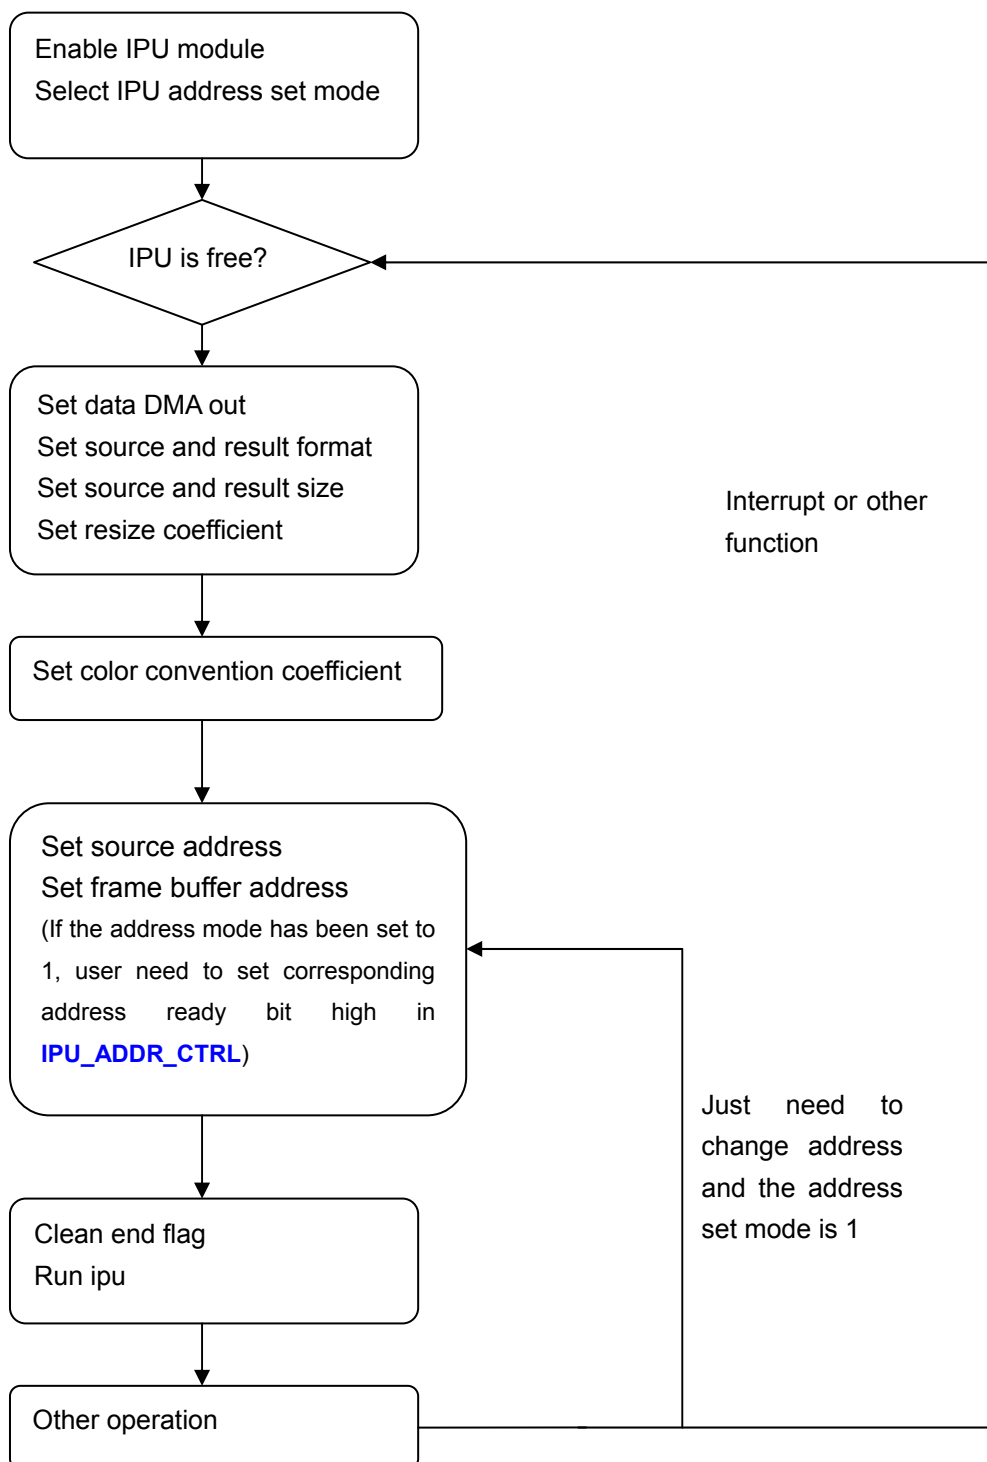 Enable IPU module
Select IPU address set mode
IPU is free?
Set data DMA out
Set source and result format
Set source and result size
Set resize coefficient
Interrupt or other
function
Set color convention coefficient
Set source address
Set frame buffer address
(If the address mode has been set to
1, user need to set corresponding
address ready bit high in
IPU_ADDR_CTRL)
Just need to
change address
and the address
set mode is 1
Clean end flag
Run ipu
Other operation